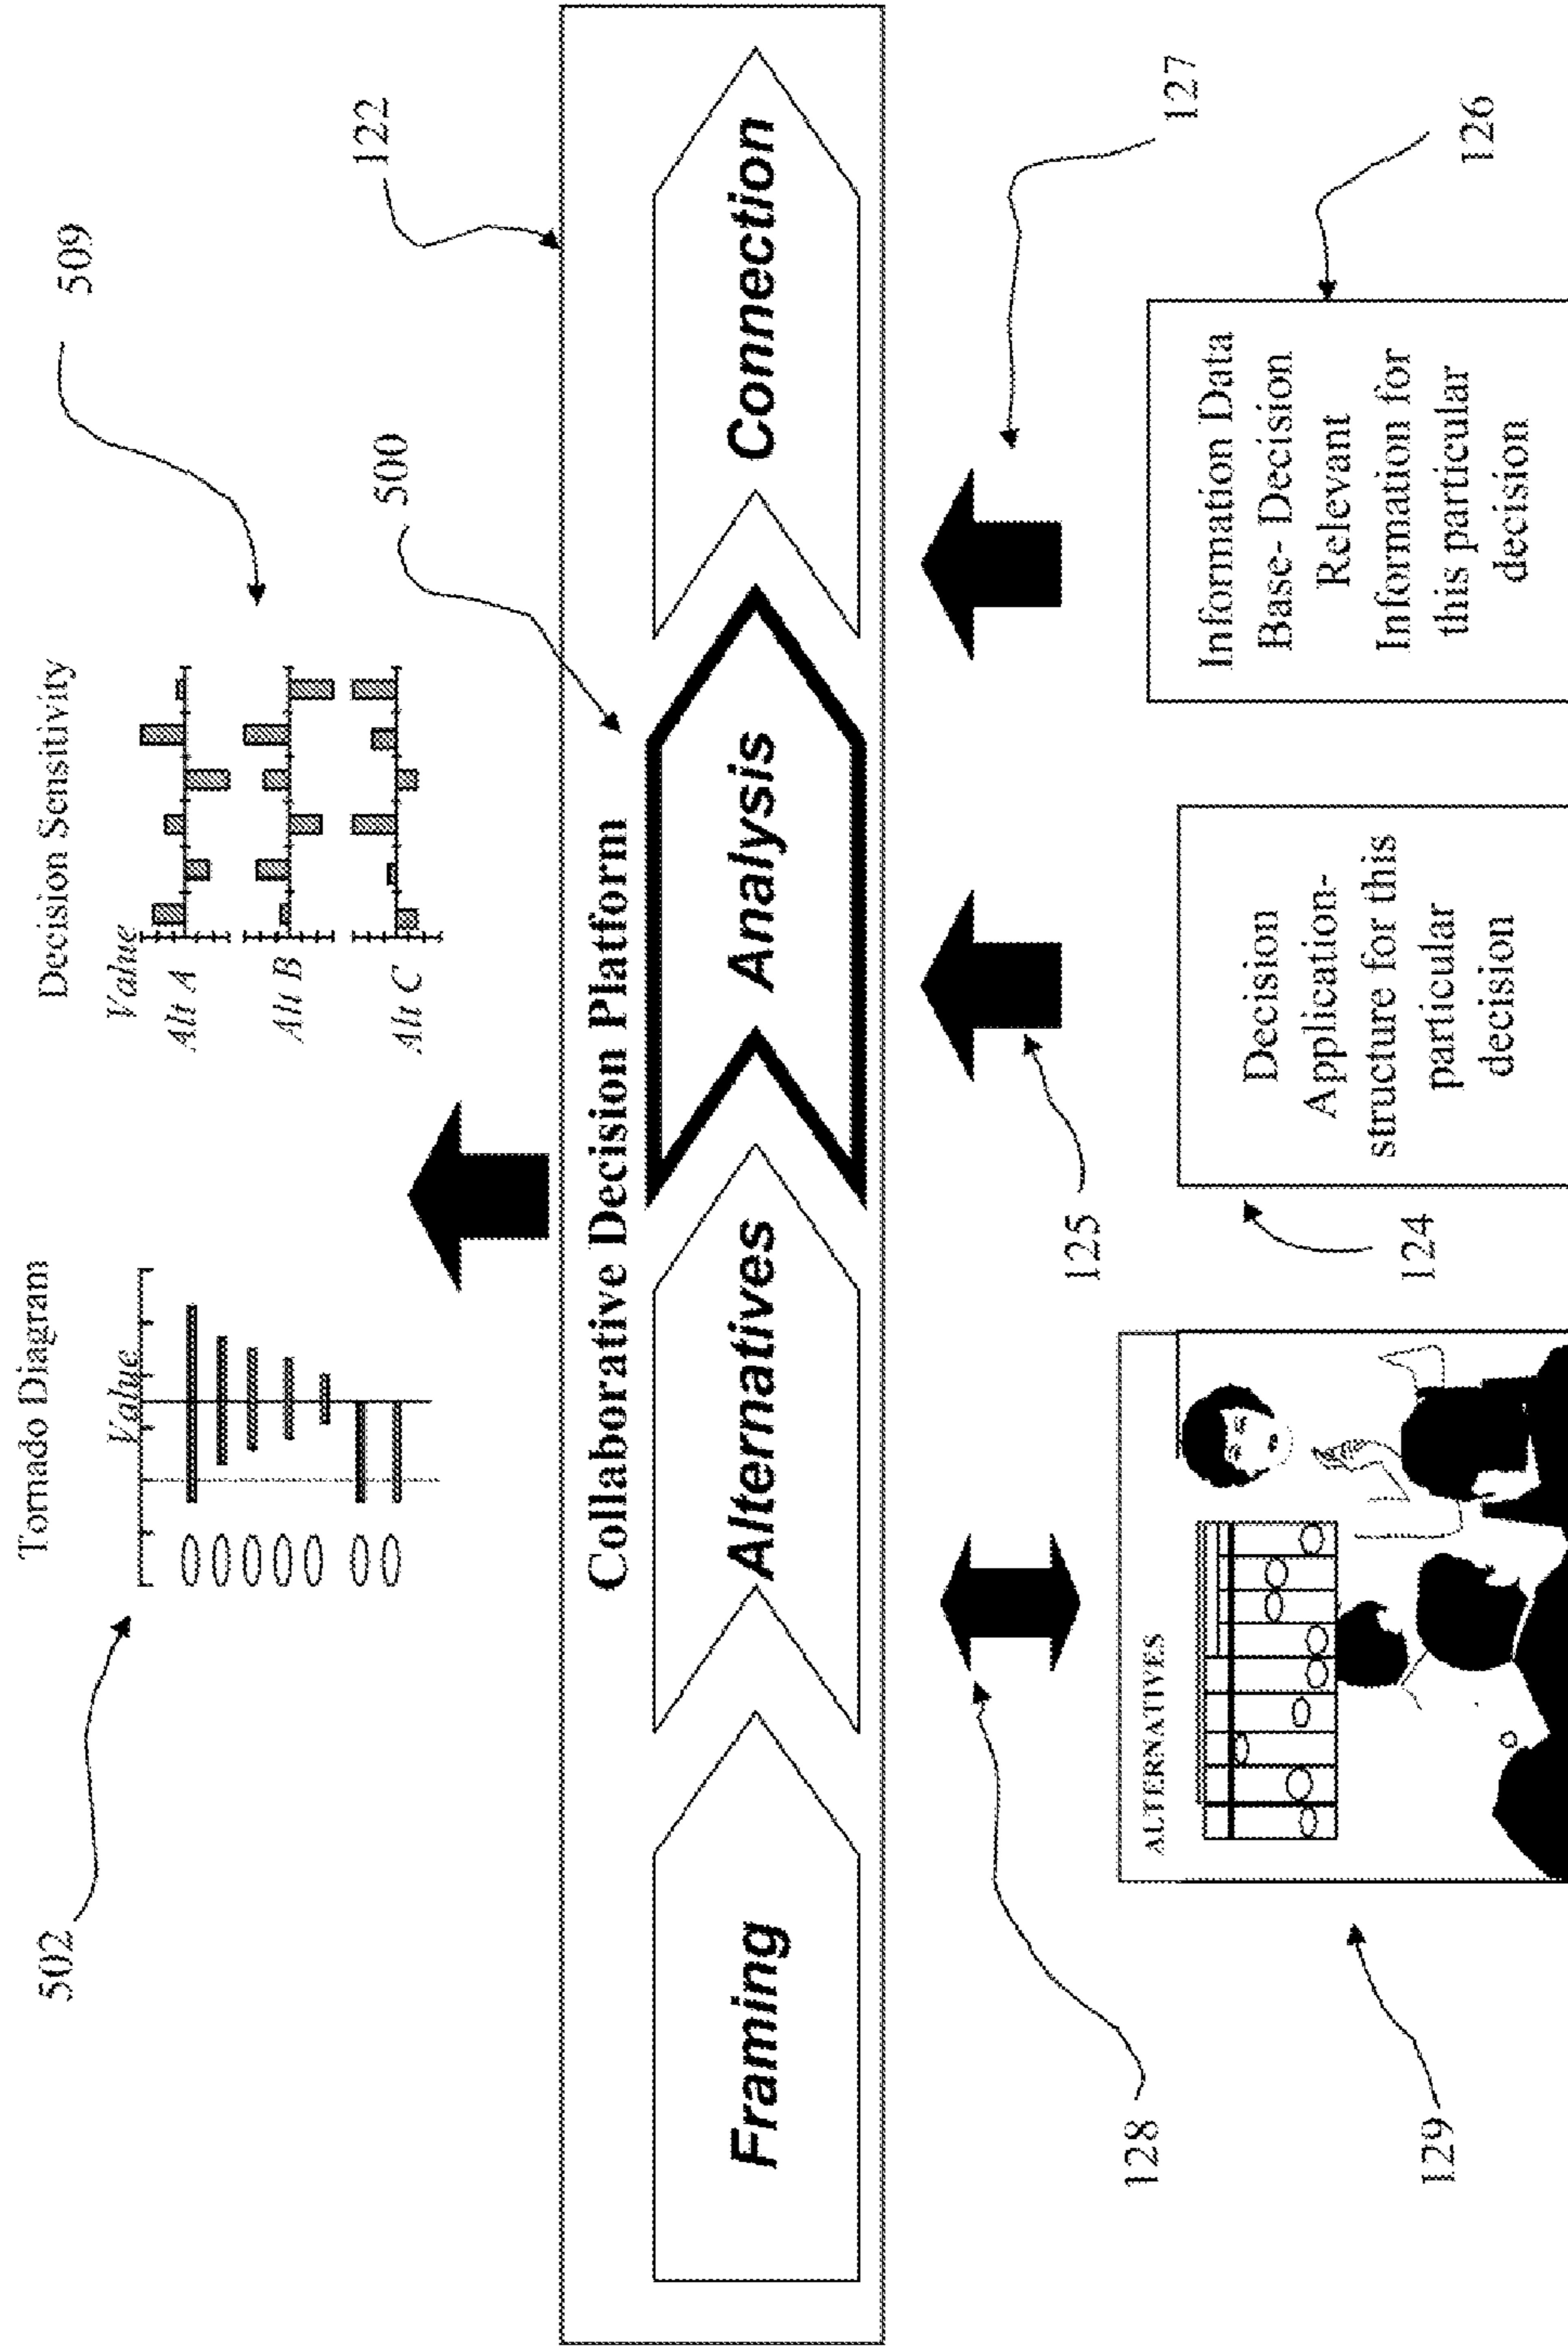 Tornado Diagram
Decision Sensitivity
502
Value
Value
Alt A
Alt B
Alt C
509
122
500
Collaborative Decision Platform
Framing
Alternatives
Analysis
Connection
128
125
127
129
ALTERNATIVES
124
Decision
Application-
structure for this
particular
decision
Information Data
Base- Decision
Relevant
Information for
this particular
decision
126